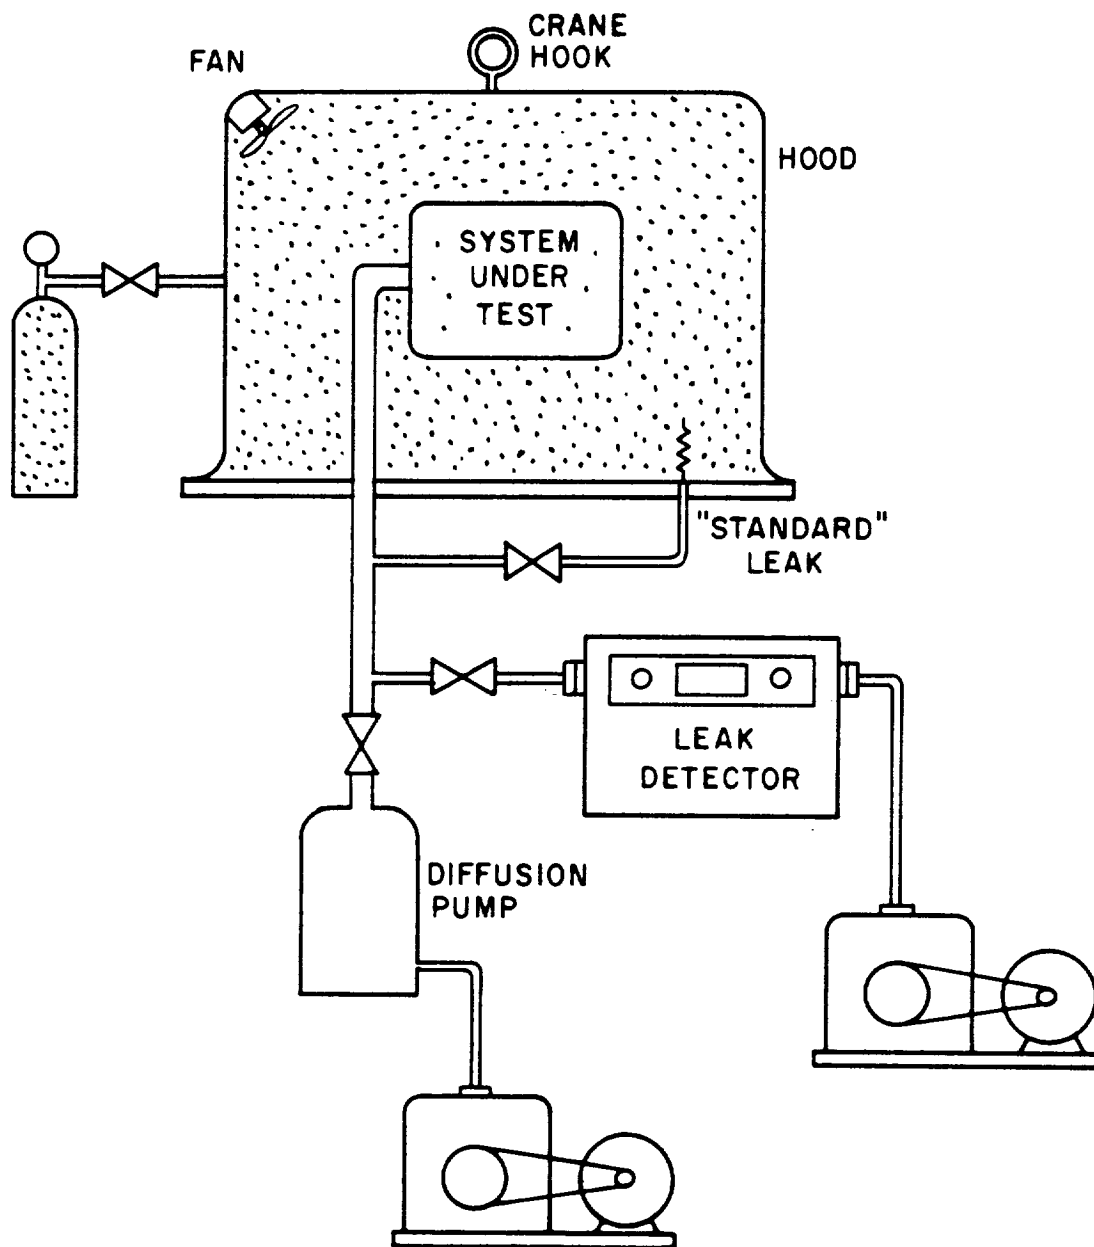 CRANE
HOOK
FAN
HOOD
SYSTEM
UNDER
TEST
"STANDARD"
LEAK
LEAK
DETECTOR
DIFFUSION
PUMP